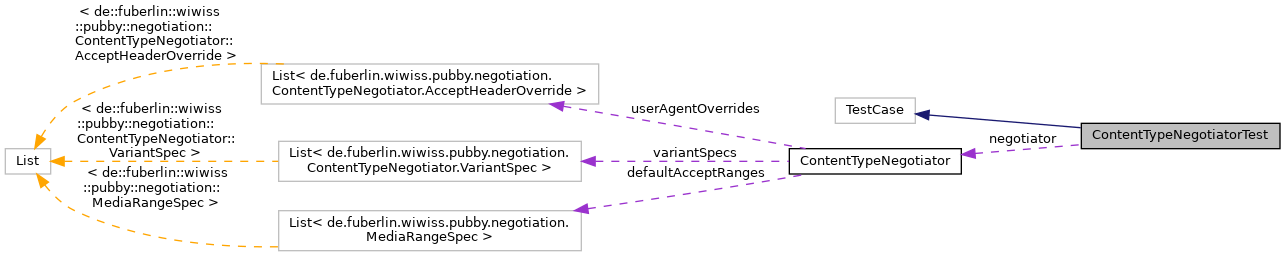 < de::fuberlin::wiwiss
::pubby::negotiation::
ContentTypeNegotiator::
AcceptHeaderOverride >
List< de.fuberlin.wiwiss.pubby.negotiation.
ContentTypeNegotiator.AcceptHeaderOverride >
< de::fuberlin::wiwiss
::pubby::negotiation::
ContentTypeNegotiator::
VariantSpec >
List
List< de.fuberlin.wiwiss.pubby.negotiation.
ContentTypeNegotiator.VariantSpec >
< de::fuberlin::wiwiss
::pubby::negotiation::
MediaRangeSpec >
List< de.fuberlin.wiwiss.pubby.negotiation.
MediaRangeSpec >
userAgentOverrides
variantSpecs
defaultAcceptRanges
ContentTypeNegotiator
TestCase
negotiator
ContentTypeNegotiatorTest